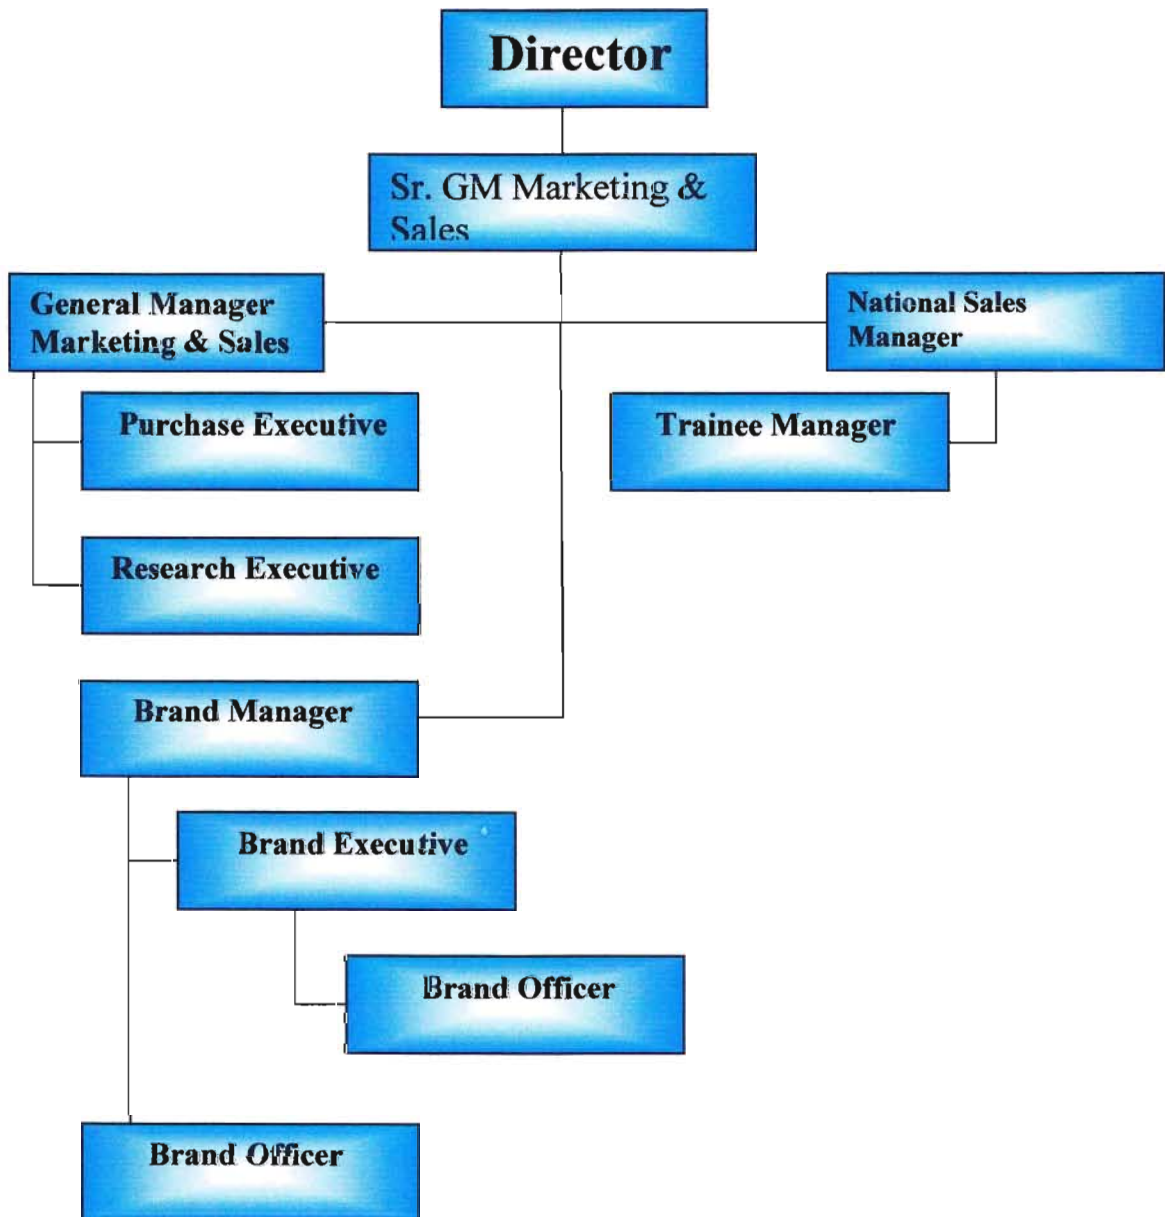 Director
Sr. GM Marketing &
Sales
General Manager
Marketing & Sales
National Sales
Manager
Purchase Executive
Trainee Manager
Research Executive
Brand Manager
Brand Executive
Brand Officer
Brand Officer